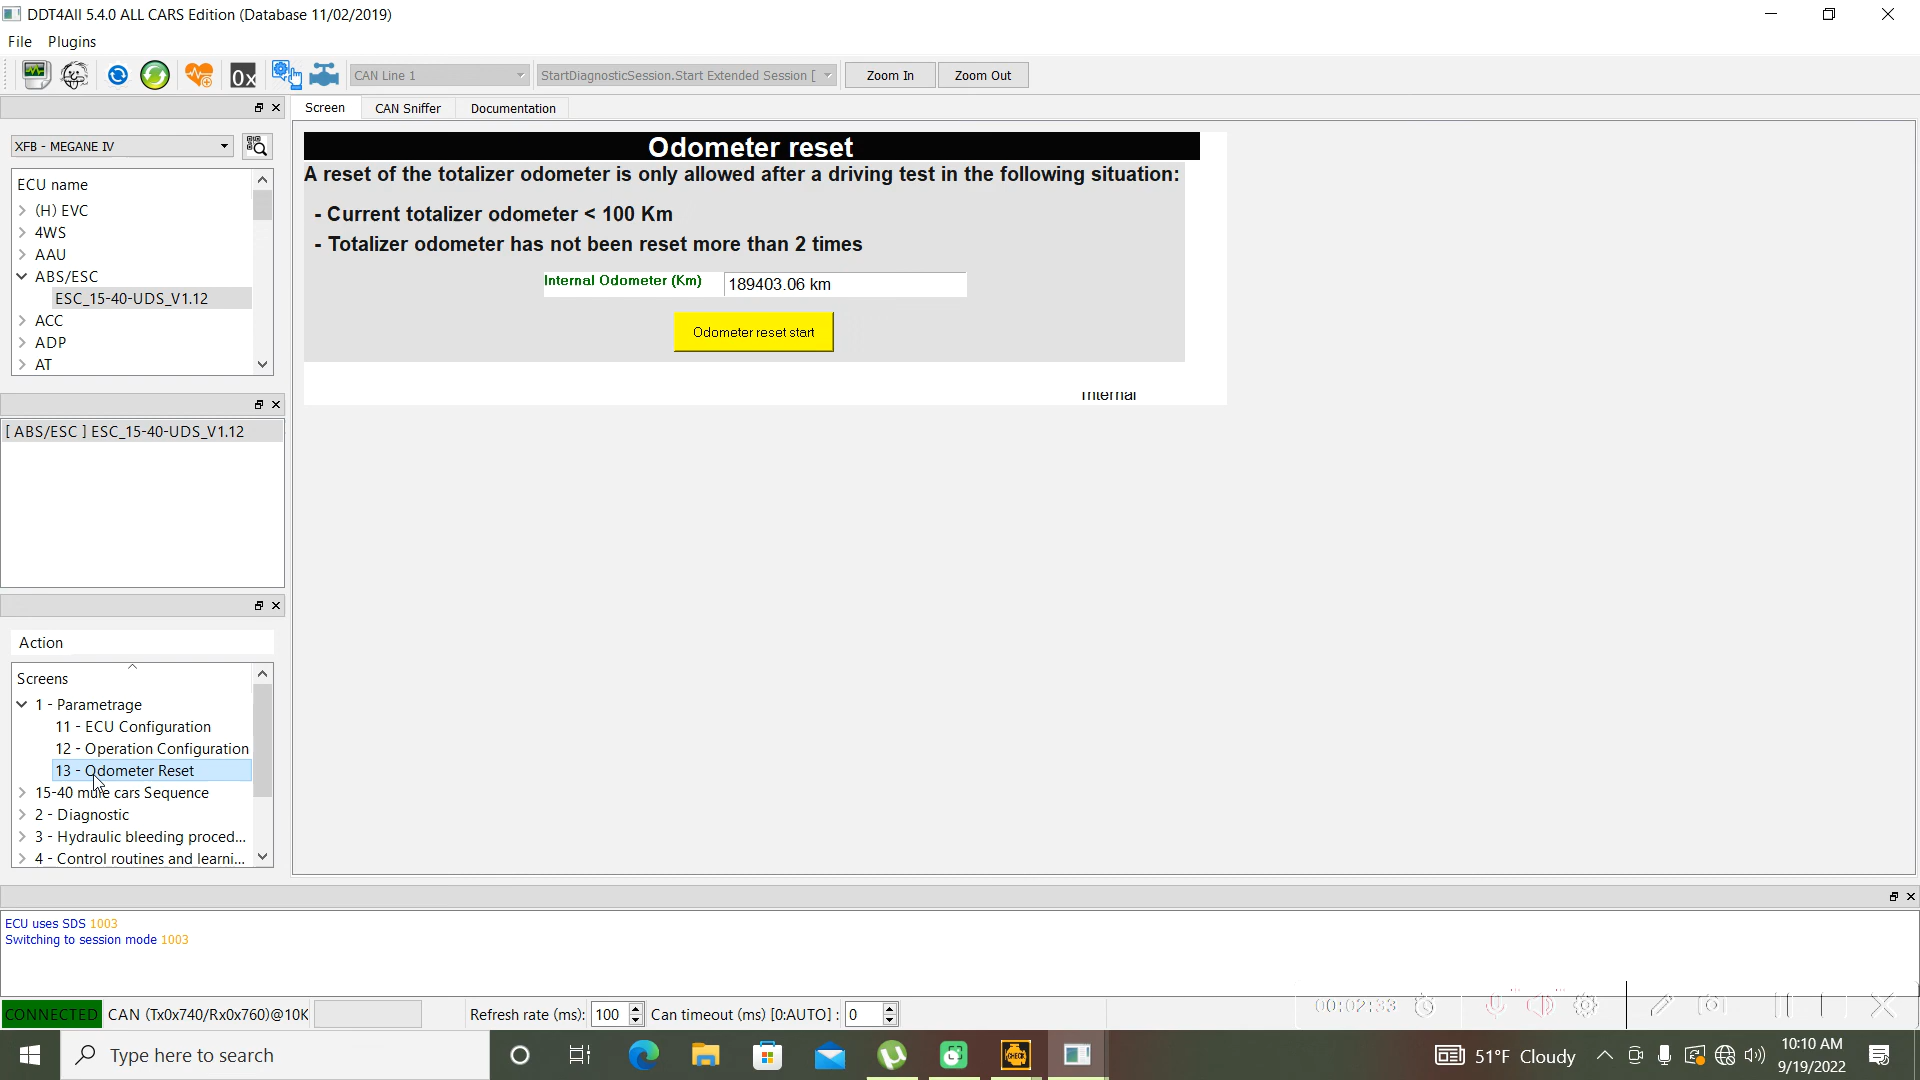 DDT4All 5.4.0 ALL CARS Edition (Database 11/02/2019)
File Plugins
0x
CAN Line 1
StartDiagnosticSession.Start Extended Session [
Zoom In
Zoom Out
Screen
CAN Sniffer
Documentation
XFB - MEGANE IV
ECU name
(H) EVC
4WS
AAU
ABS/ESC
ESC_15-40-UDS_V1.12
ACC
ADP
AT
Odometer reset
A reset of the totalizer odometer is only allowed after a driving test in the following situation:
- Current totalizer odometer < 100 Km
- Totalizer odometer has not been reset more than 2 times
Internal Odometer (Km) 189403.06 km
Odometer reset start
Internal
[ ABS/ESC ] ESC_15-40-UDS_V1.12
Action
Screens
1 - Parametrage
11 - ECU Configuration
12 - Operation Configuration
13 - Odometer Reset
15-40 mule cars Sequence
2 - Diagnostic
3 - Hydraulic bleeding proced...
4 - Control routines and learni...
ECU uses SDS 1003
Switching to session mode 1003
CONNECTED CAN (Tx0x740/Rx0x760)@10K Refresh rate (ms): 100 Can timeout (ms) [0:AUTO] : 0
00:02:33
Type here to search
CHECK
51°F Cloudy
10:10 AM
9/19/2022